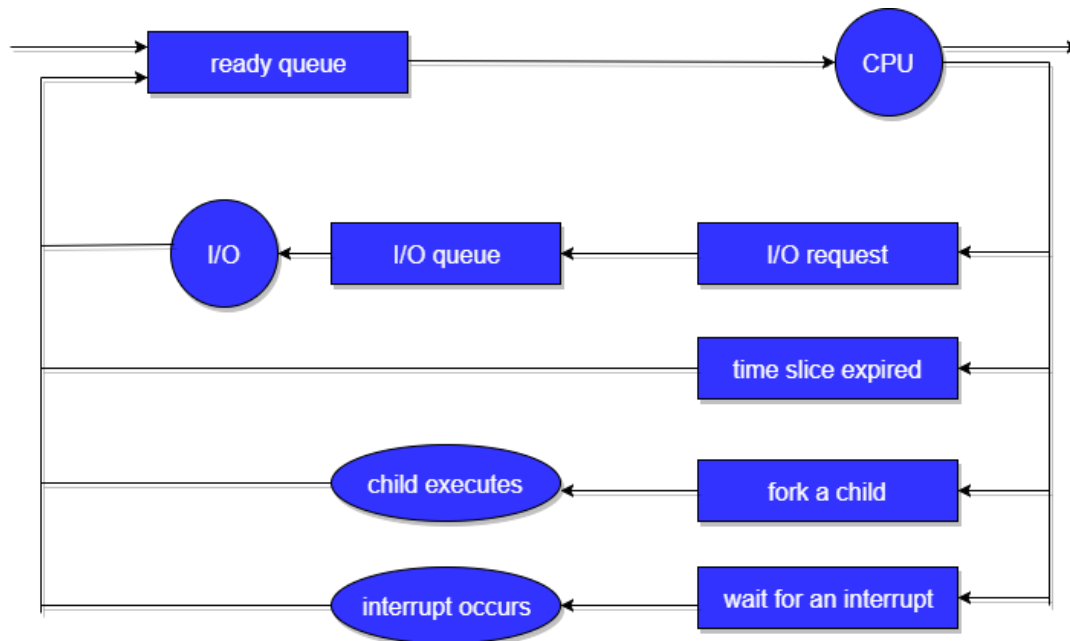 ready queue
CPU
I/O
I/O queue
I/O request
time slice expired
child executes
fork a child
interrupt occurs
wait for an interrupt